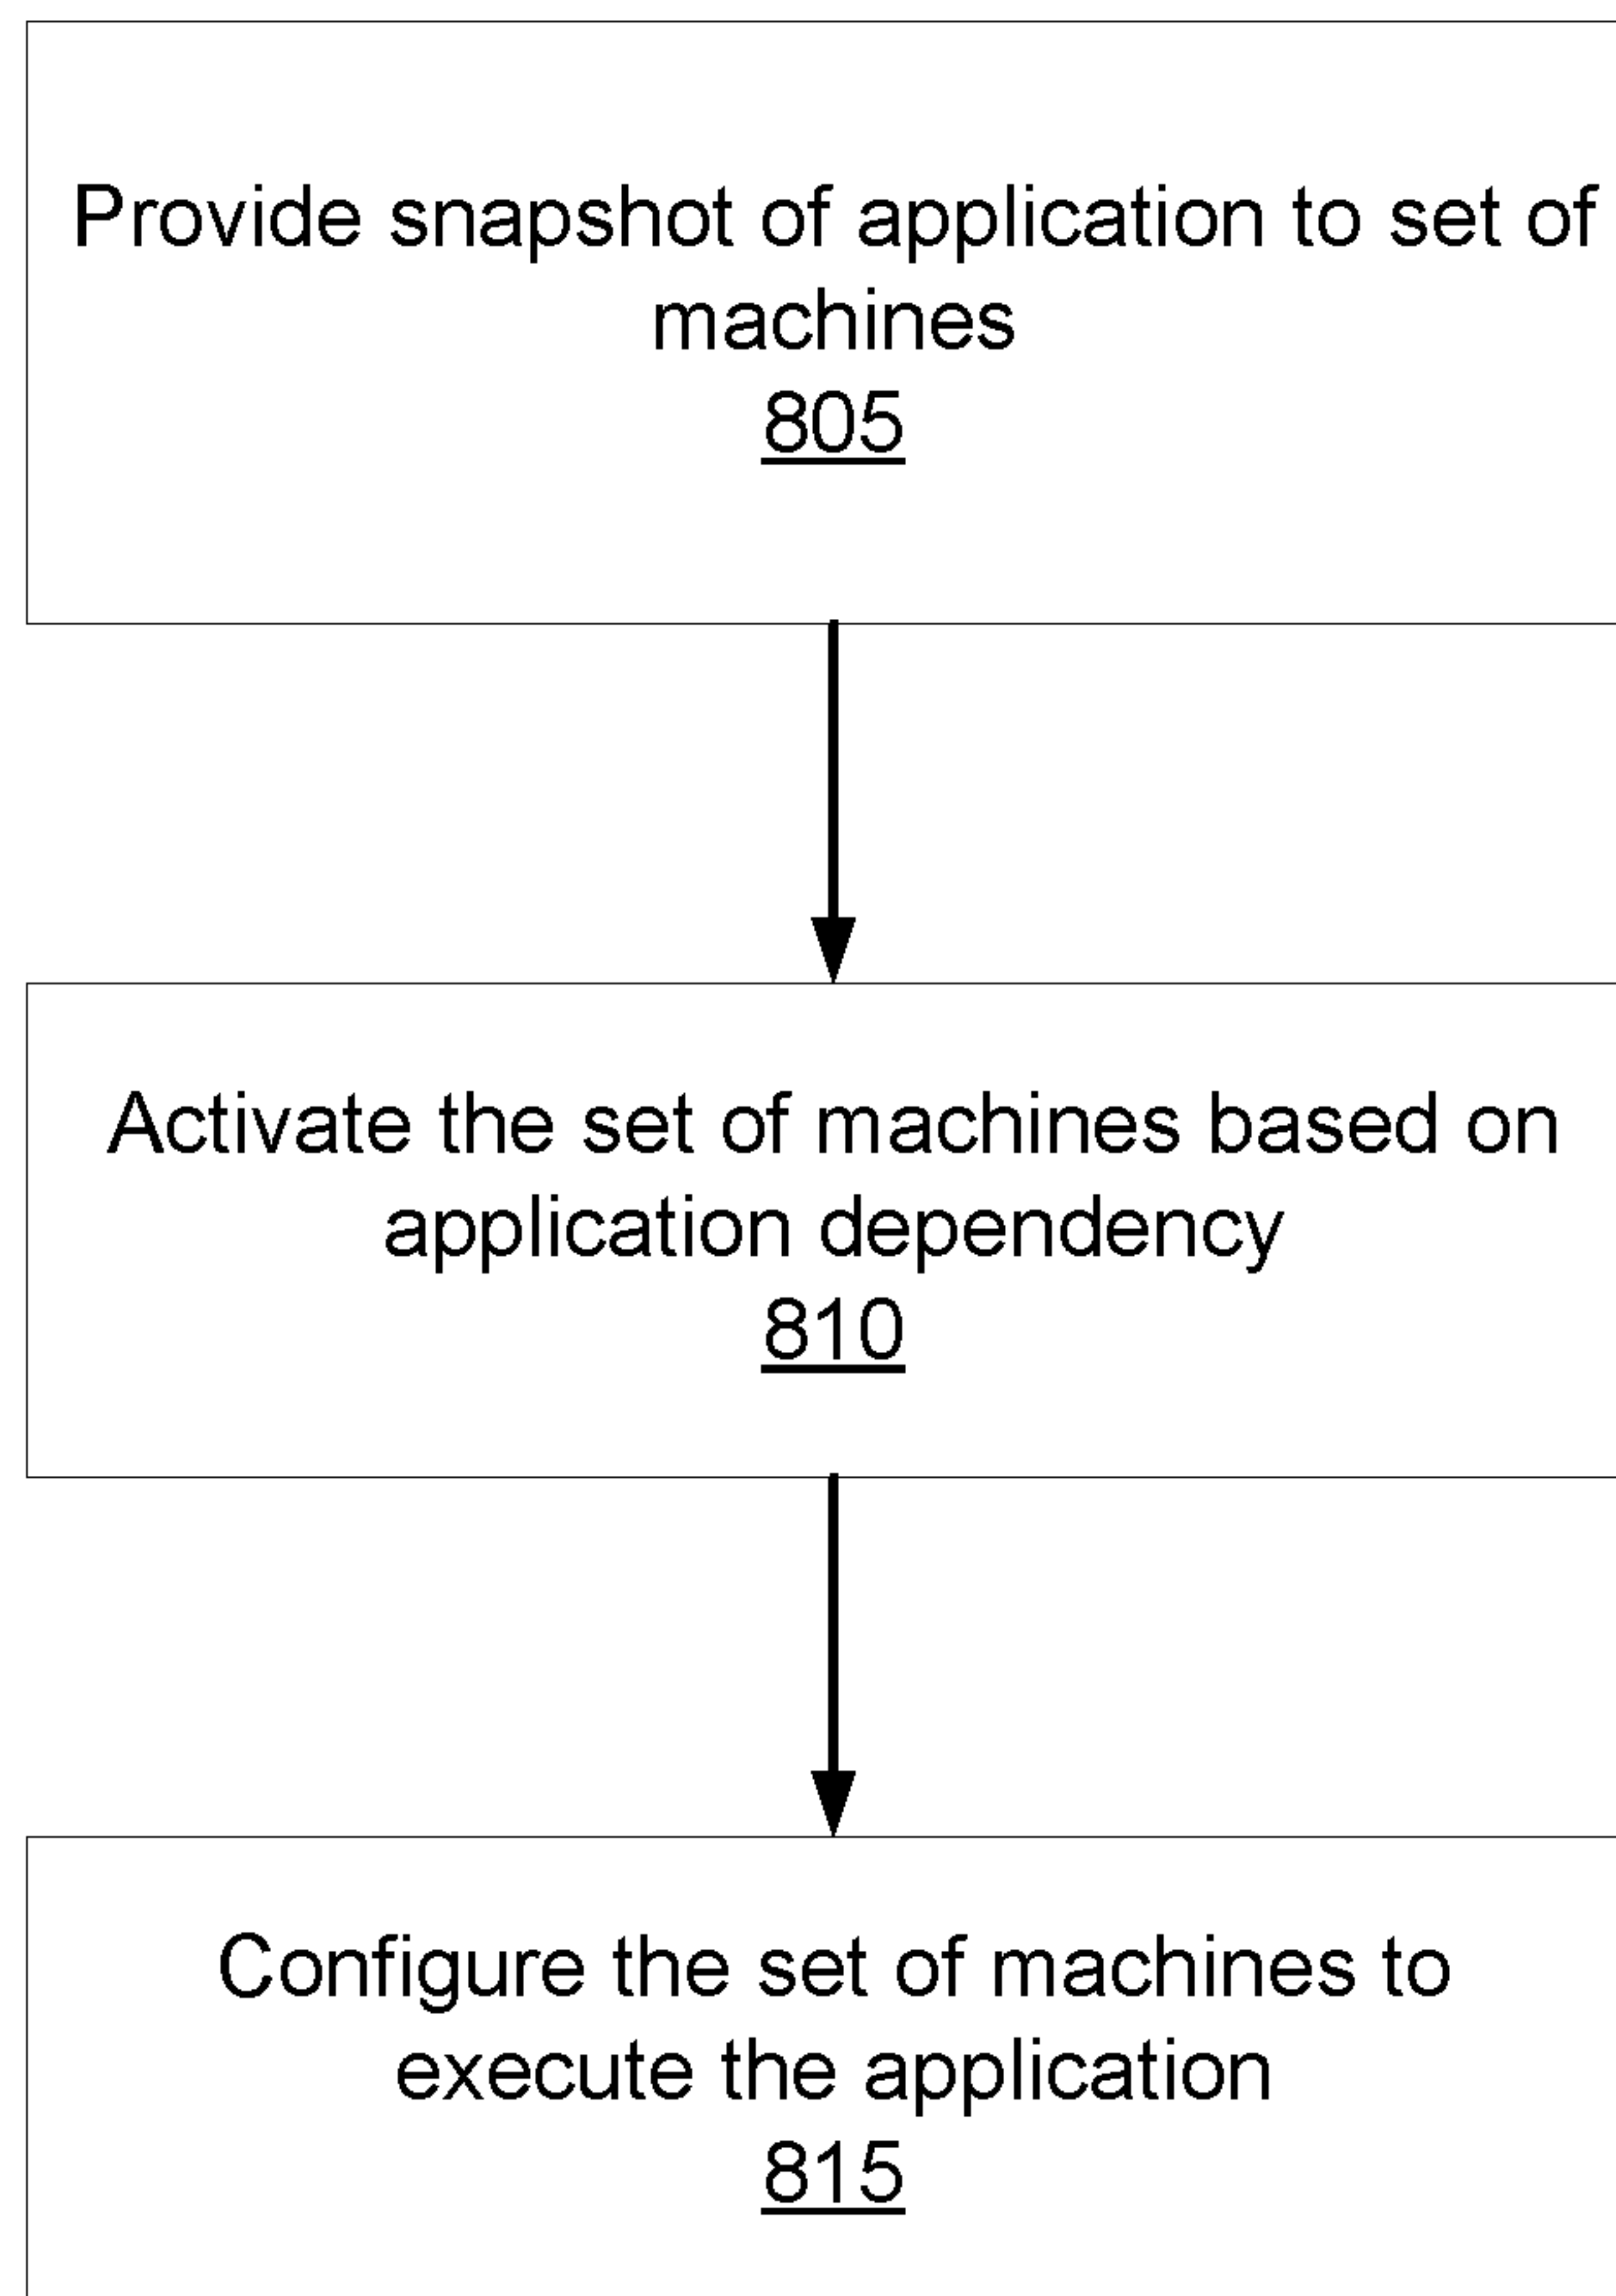 Provide snapshot of application to set of
machines
805
Activate the set of machines based on
application dependency
810
Configure the set of machines to
execute the application
815